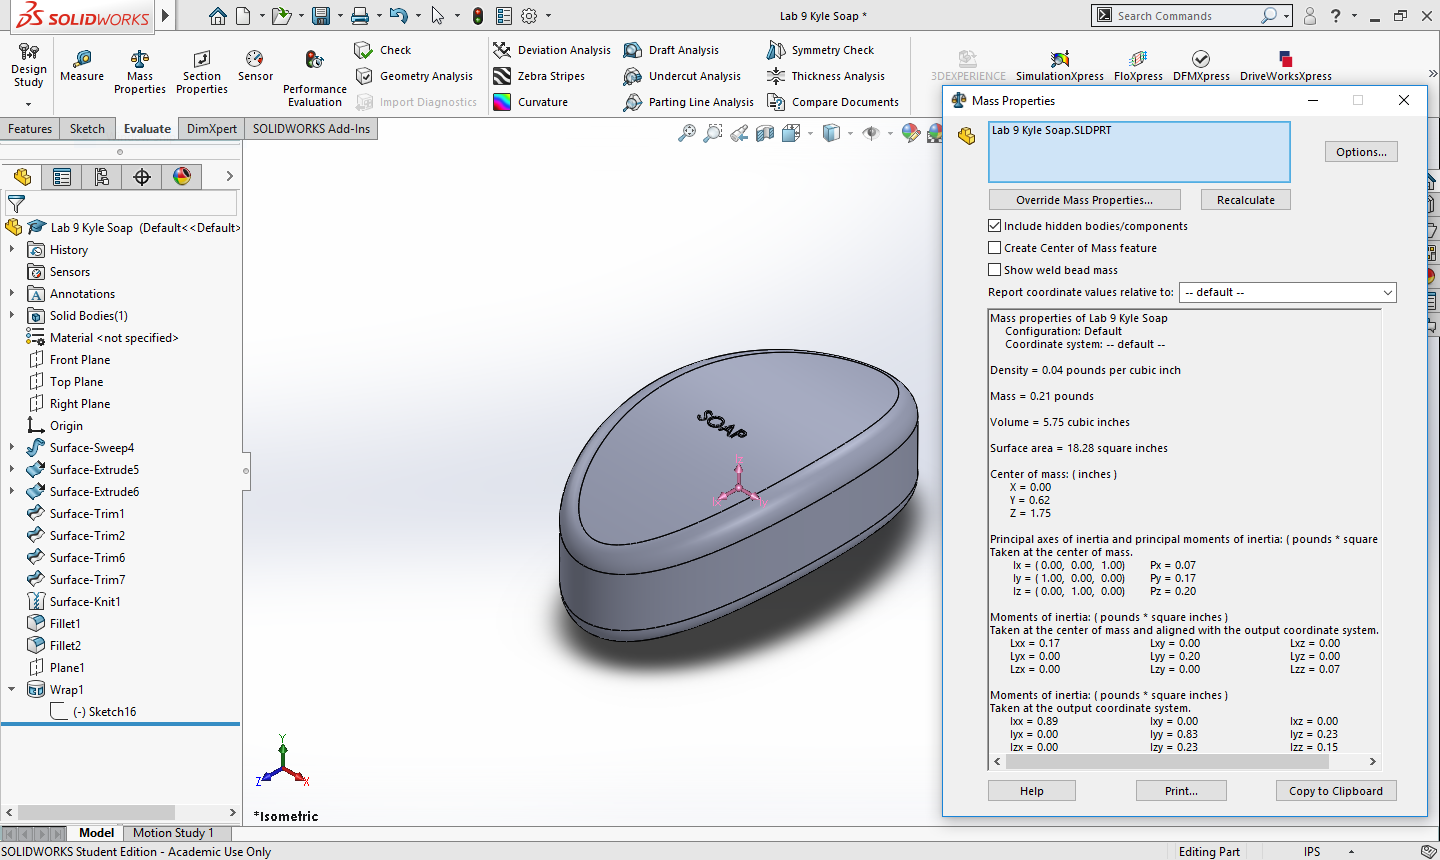 SOLIDWORKS
Lab 9 Kyle Soap *
Search Commands
Design Study
Measure
Mass Properties
Section Properties
Sensor
Performance Evaluation
Check
Geometry Analysis
Import Diagnostics
Deviation Analysis
Zebra Stripes
Curvature
Draft Analysis
Undercut Analysis
Parting Line Analysis
Symmetry Check
Thickness Analysis
Compare Documents
3DEXPERIENCE
SimulationXpress
FloXpress
DFMXpress
DriveWorksXpress
Features
Sketch
Evaluate
DimXpert
SOLIDWORKS Add-Ins
Lab 9 Kyle Soap (Default<<Default>
History
Sensors
Annotations
Solid Bodies(1)
Material <not specified>
Front Plane
Top Plane
Right Plane
Origin
Surface-Sweep4
Surface-Extrude5
Surface-Extrude6
Surface-Trim1
Surface-Trim2
Surface-Trim6
Surface-Trim7
Surface-Knit1
Fillet1
Fillet2
Plane1
Wrap1
(-) Sketch16
SOAP
Y
Z
X
*Isometric
Mass Properties
Lab 9 Kyle Soap.SLDPRT
Options...
Override Mass Properties...
Recalculate
Include hidden bodies/components
Create Center of Mass feature
Show weld bead mass
Report coordinate values relative to: -- default --
Mass properties of Lab 9 Kyle Soap
Configuration: Default
Coordinate system: -- default --
Density = 0.04 pounds per cubic inch
Mass = 0.21 pounds
Volume = 5.75 cubic inches
Surface area = 18.28 square inches
Center of mass: ( inches )
X = 0.00
Y = 0.62
Z = 1.75
Principal axes of inertia and principal moments of inertia: ( pounds * square
Taken at the center of mass.
Ix = ( 0.00, 0.00, 1.00) Px = 0.07
Iy = ( 1.00, 0.00, 0.00) Py = 0.17
Iz = ( 0.00, 1.00, 0.00) Pz = 0.20
Moments of inertia: ( pounds * square inches )
Taken at the center of mass and aligned with the output coordinate system.
Lxx = 0.17 Lxy = 0.00 Lxz = 0.00
Lyx = 0.00 Lyy = 0.20 Lyz = 0.00
Lzx = 0.00 Lzy = 0.00 Lzz = 0.07
Moments of inertia: ( pounds * square inches )
Taken at the output coordinate system.
Ixx = 0.89 Ixy = 0.00 Ixz = 0.00
Iyx = 0.00 Iyy = 0.83 Iyz = 0.23
Izx = 0.00 Izy = 0.23 Izz = 0.15
Help
Print...
Copy to Clipboard
Model
Motion Study 1
SOLIDWORKS Student Edition - Academic Use Only
Editing Part
IPS